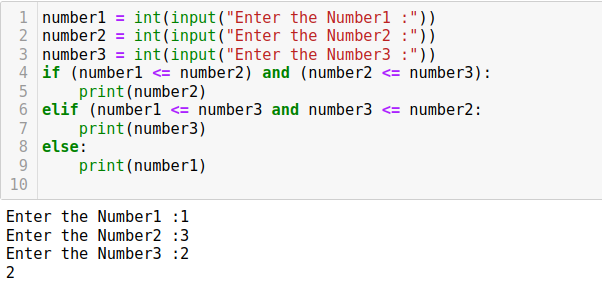 1 number1 = int(input("Enter the Number1 :"))
2 number2 = int(input("Enter the Number2 :"))
3 number3 = int(input("Enter the Number3 :"))
4 if (number1 <= number2) and (number2 <= number3):
5     print(number2)
6 elif (number1 <= number3 and number3 <= number2:
7     print(number3)
8 else:
9     print(number1)
10
Enter the Number1 :1
Enter the Number2 :3
Enter the Number3 :2
2